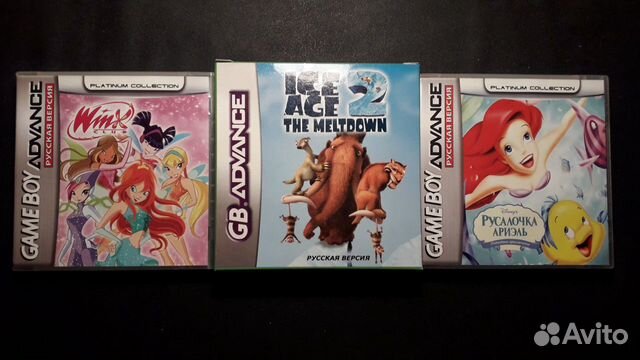 PLATINUM COLLECTION
GAME BOY ADVANCE
РУССКАЯ ВЕРСИЯ
WinX
CLUB
GB. ADVANCE
ICE
AGE 2
THE MELTDOWN
РУССКАЯ ВЕРСИЯ
PLATINUM COLLECTION
GAME BOY ADVANCE
РУССКАЯ ВЕРСИЯ
Disney's
РУСАЛОЧКА
АРИЭЛЬ
Avito